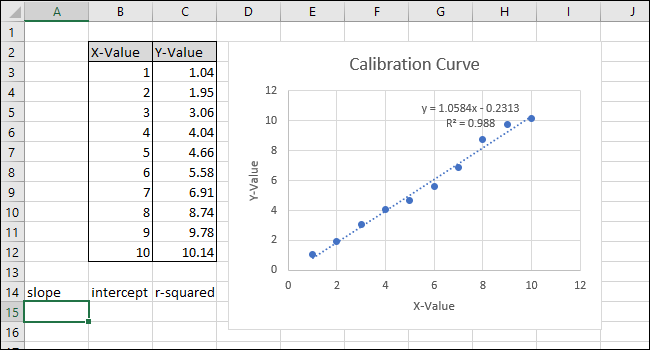 A B C D E F G H I J
1
2 X-Value Y-Value
3 1 1.04
4 2 1.95
5 3 3.06
6 4 4.04
7 5 4.66
8 6 5.58
9 7 6.91
10 8 8.74
11 9 9.78
12 10 10.14
13
14 slope intercept r-squared
15
16
Calibration Curve
y = 1.0584x - 0.2313
R² = 0.988
Y-Value
12
10
8
6
4
2
0
0 2 4 6 8 10 12
X-Value